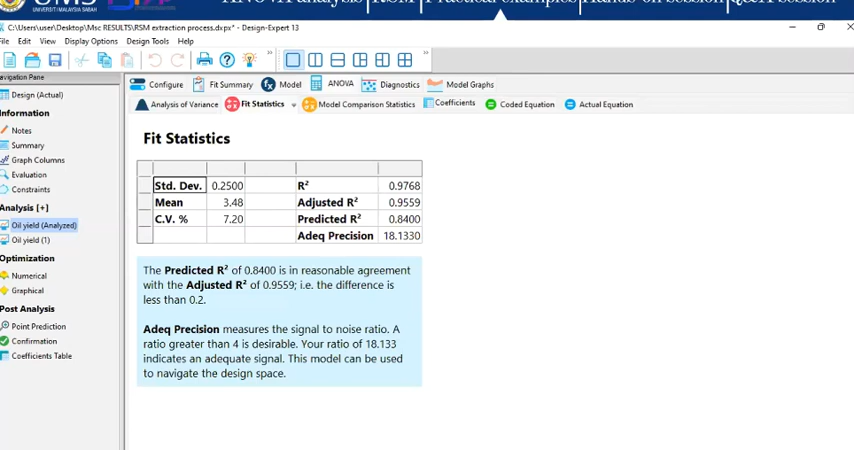 UMS
UNIVERSITI MALAYSIA SABAH
ANOVA analysis | RSM | Practical examples | Hands-on session | Q&A session
C:\Users\user\Desktop\Msc RESULTS\RSM extraction process.dxpx* - Design-Expert 13
File Edit View Display Options Design Tools Help
Navigation Pane
Design (Actual)
Information
Notes
Summary
Graph Columns
Evaluation
Constraints
Analysis [+]
Oil yield (Analyzed)
Oil yield (1)
Optimization
Numerical
Graphical
Post Analysis
Point Prediction
Confirmation
Coefficients Table
Configure Fit Summary fx Model ANOVA Diagnostics Model Graphs
Analysis of Variance Fit Statistics Model Comparison Statistics Coefficients Coded Equation Actual Equation
Fit Statistics
Std. Dev. 0.2500 R² 0.9768
Mean 3.48 Adjusted R² 0.9559
C.V. % 7.20 Predicted R² 0.8400
Adeq Precision 18.1330
The Predicted R² of 0.8400 is in reasonable agreement
with the Adjusted R² of 0.9559; i.e. the difference is
less than 0.2.
Adeq Precision measures the signal to noise ratio. A
ratio greater than 4 is desirable. Your ratio of 18.133
indicates an adequate signal. This model can be used
to navigate the design space.